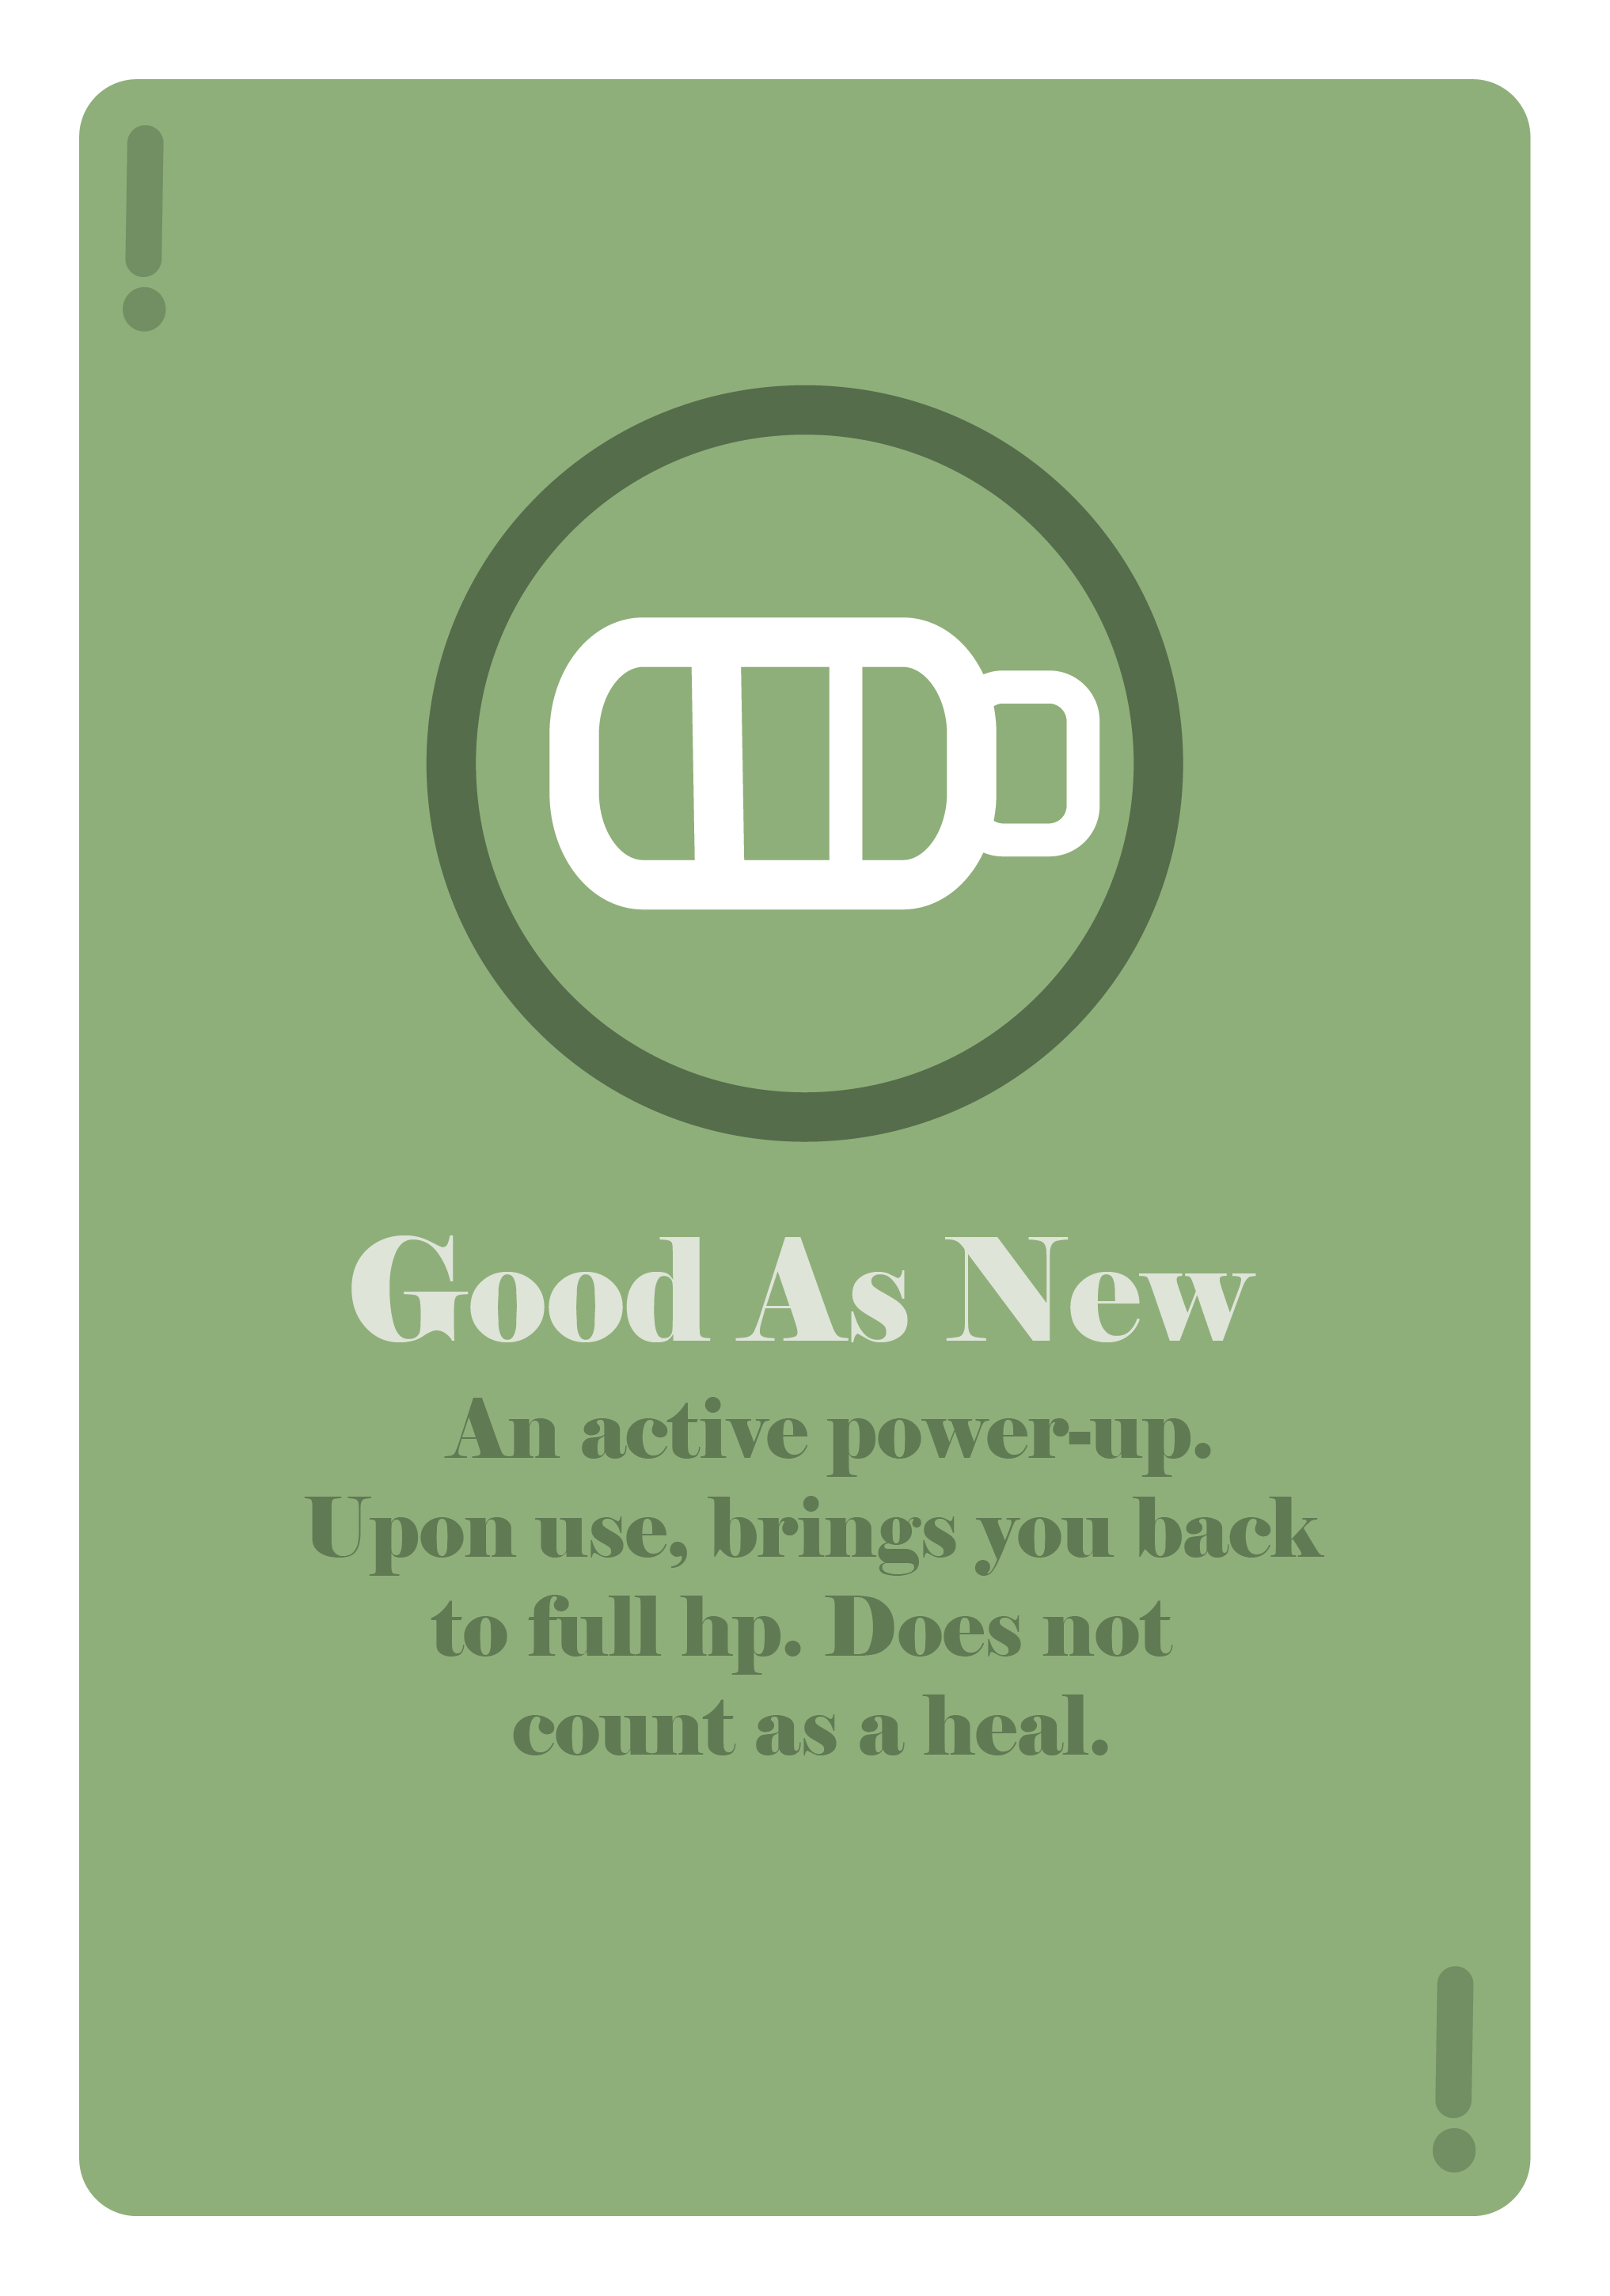 !
Good As New
An active power-up.
Upon use, brings you back
to full hp. Does not
count as a heal.
!